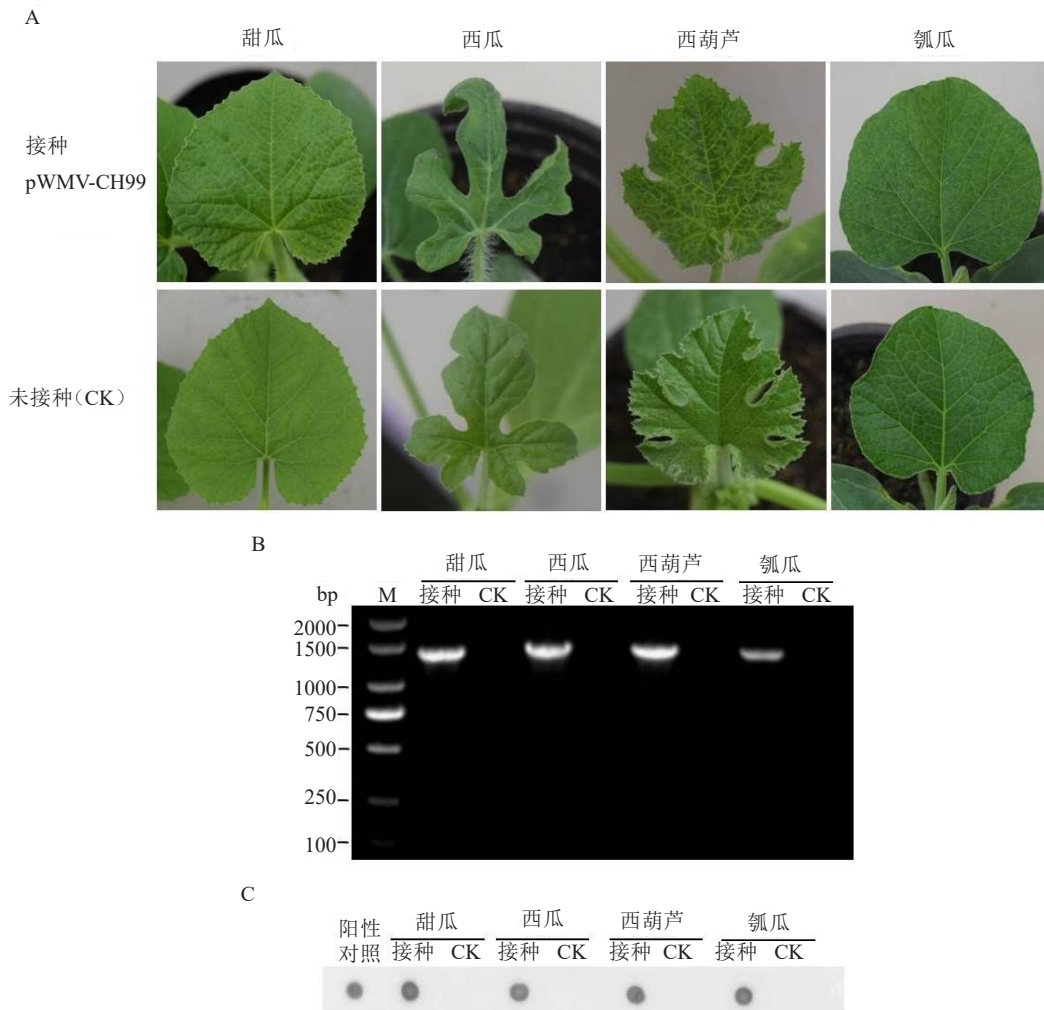 A
甜瓜 西瓜 西葫芦 瓠瓜
接种
pWMV-CH99
未接种(CK)
B
甜瓜 西瓜 西葫芦 瓠瓜
bp M 接种 CK 接种 CK 接种 CK 接种 CK
2000
1500
1000
750
500
250
100
C
甜瓜 西瓜 西葫芦 瓠瓜
阳性
对照 接种 CK 接种 CK 接种 CK 接种 CK